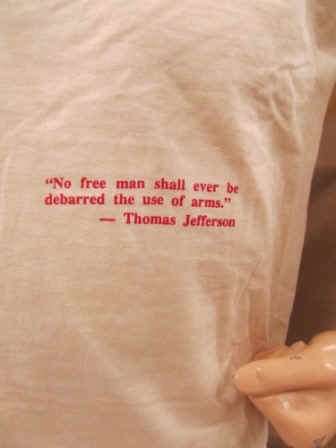 “No free man shall ever be
debarred the use of arms.”
— Thomas Jefferson